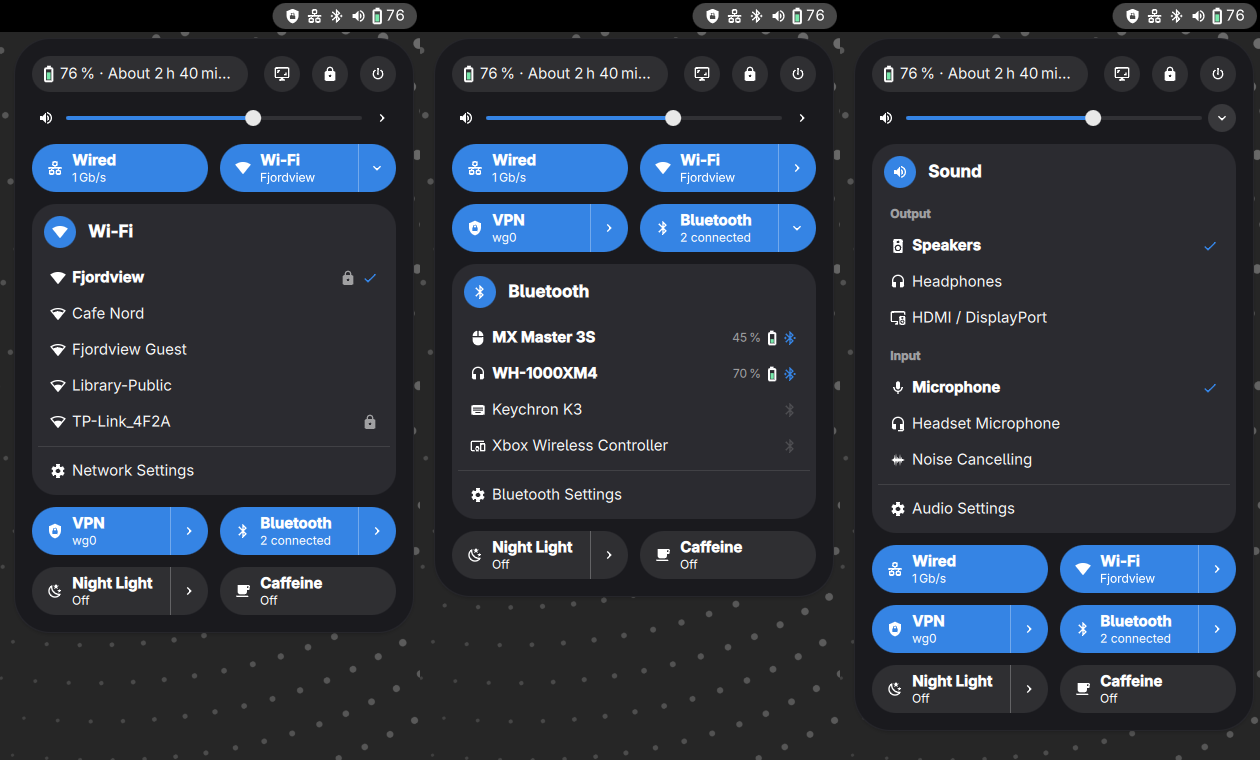 76
76 % · About 2 h 40 mi…
Wired
1 Gb/s
Wi-Fi
Fjordview
Wi-Fi
Fjordview
Cafe Nord
Fjordview Guest
Library-Public
TP-Link_4F2A
Network Settings
VPN
wg0
Bluetooth
2 connected
Night Light
Off
Caffeine
Off
76
76 % · About 2 h 40 mi…
Wired
1 Gb/s
Wi-Fi
Fjordview
VPN
wg0
Bluetooth
2 connected
Bluetooth
MX Master 3S 45 %
WH-1000XM4 70 %
Keychron K3
Xbox Wireless Controller
Bluetooth Settings
Night Light
Off
Caffeine
Off
76
76 % · About 2 h 40 mi…
Sound
Output
Speakers
Headphones
HDMI / DisplayPort
Input
Microphone
Headset Microphone
Noise Cancelling
Audio Settings
Wired
1 Gb/s
Wi-Fi
Fjordview
VPN
wg0
Bluetooth
2 connected
Night Light
Off
Caffeine
Off